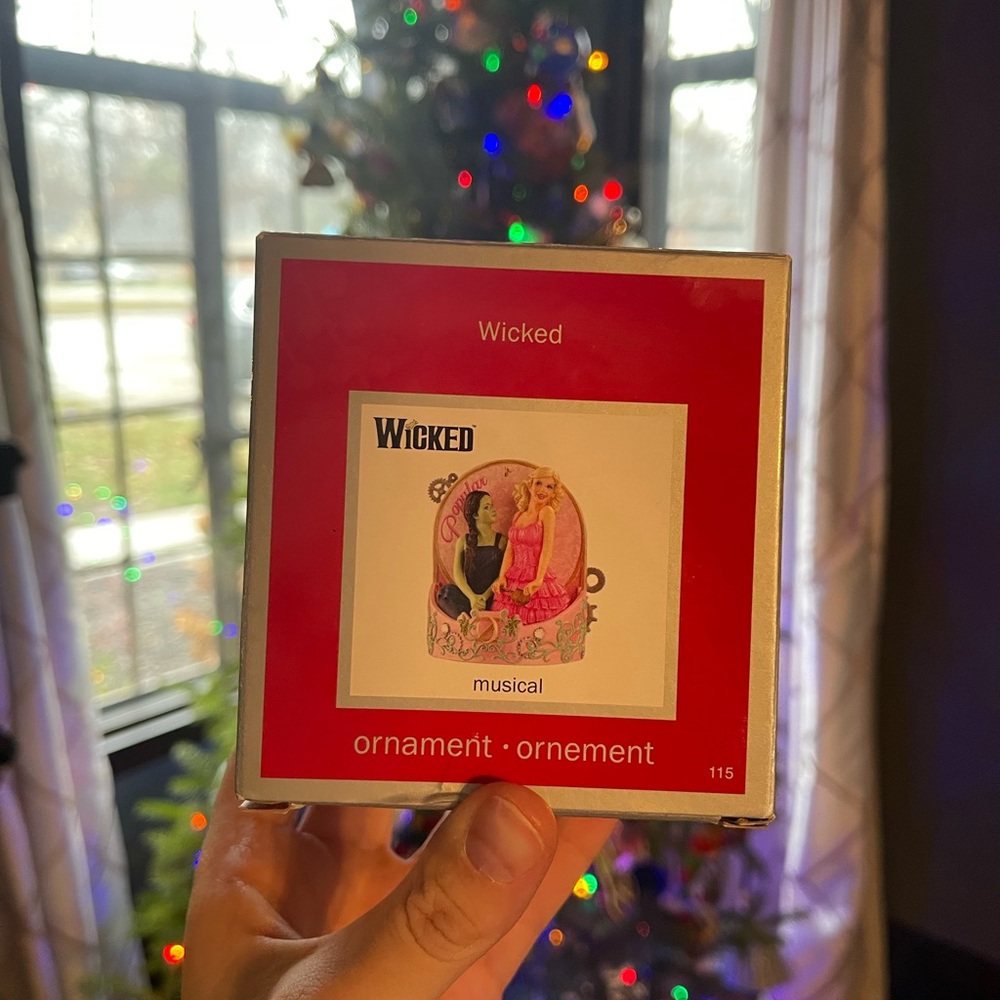 Wicked
WICKED
Popular
musical
ornament · ornement
115